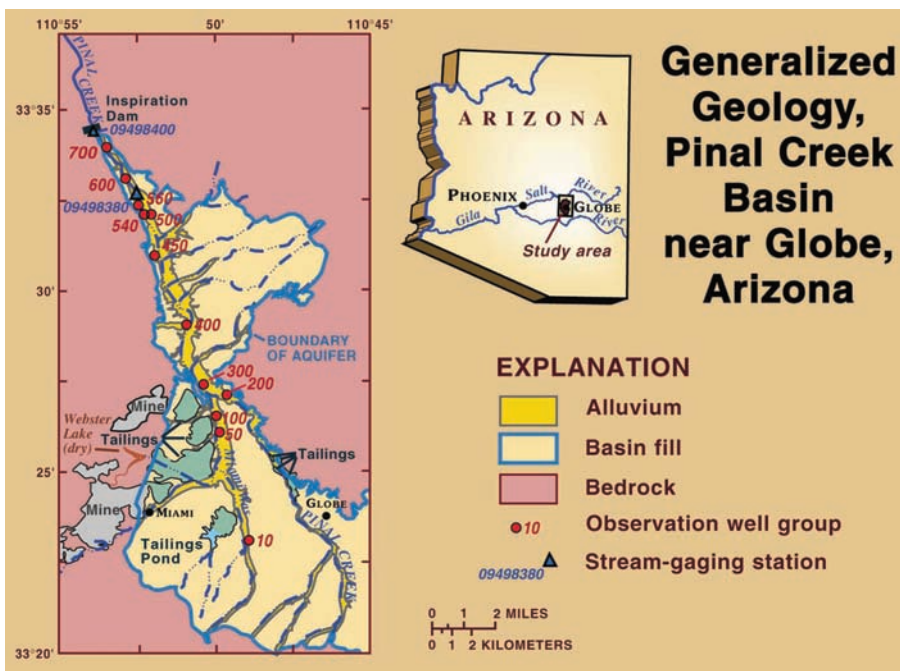 110°55'
50'
110°45'
PINAL CREEK
33°35'
Inspiration
Dam
09498400
700
600
560
09498380
540
500
450
30'
400
BOUNDARY
OF AQUIFER
300
200
Mine
Webster
Lake
(dry)
Tailings
100
50
Tailings
25'
Mine
MIAMI
GLOBE
Tailings
Pond
10
PINAL CREEK
33°20'
ARIZONA
PHOENIX
Salt
River
GLOBE
Gila
River
Study area
Generalized
Geology,
Pinal Creek
Basin
near Globe,
Arizona
EXPLANATION
Alluvium
Basin fill
Bedrock
10
Observation well group
09498380
Stream-gaging station
0 1 2 MILES
0 1 2 KILOMETERS